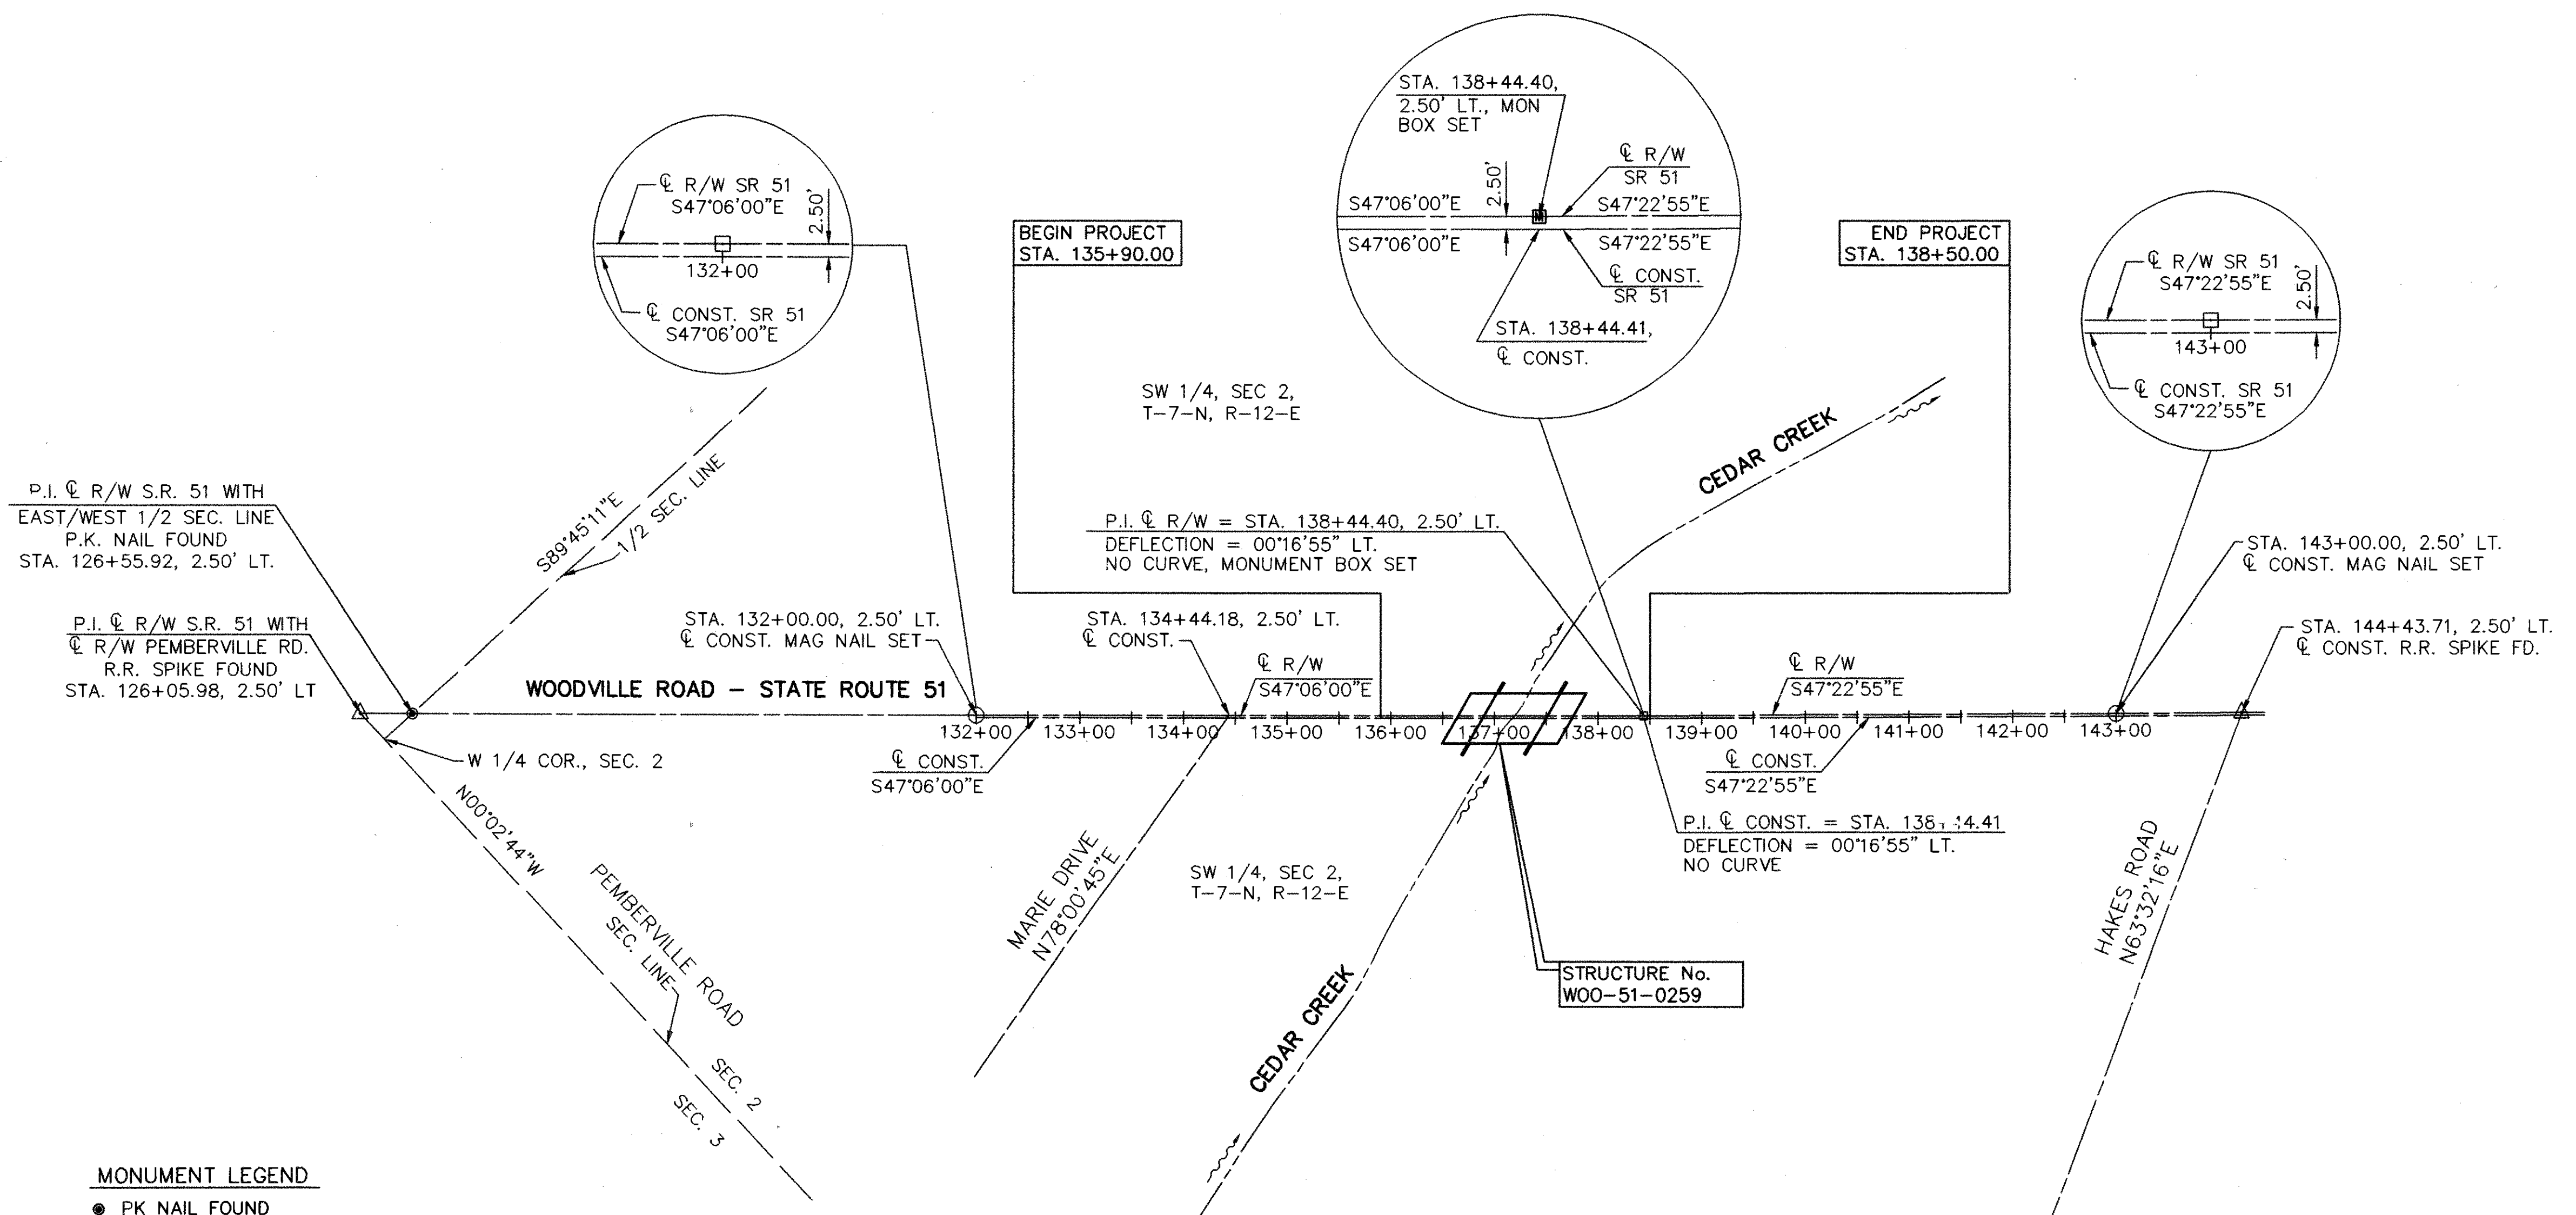 STA. 138+44.40,
2.50' LT., MON
BOX SET
℄ R/W
SR 51
2.50'
S47°06'00"E
S47°22'55"E
S47°06'00"E
S47°22'55"E
℄ CONST.
SR 51
STA. 138+44.41,
℄ CONST.
℄ R/W SR 51
S47°06'00"E
2.50'
132+00
℄ CONST. SR 51
S47°06'00"E
BEGIN PROJECT
STA. 135+90.00
END PROJECT
STA. 138+50.00
℄ R/W SR 51
S47°22'55"E
2.50'
143+00
℄ CONST. SR 51
S47°22'55"E
SW 1/4, SEC 2,
T-7-N, R-12-E
CEDAR CREEK
P.I. ℄ R/W S.R. 51 WITH
EAST/WEST 1/2 SEC. LINE
P.K. NAIL FOUND
STA. 126+55.92, 2.50' LT.
S89°45'11"E
1/2 SEC. LINE
P.I. ℄ R/W = STA. 138+44.40, 2.50' LT.
DEFLECTION = 00°16'55" LT.
NO CURVE, MONUMENT BOX SET
STA. 143+00.00, 2.50' LT.
℄ CONST. MAG NAIL SET
P.I. ℄ R/W S.R. 51 WITH
℄ R/W PEMBERVILLE RD.
R.R. SPIKE FOUND
STA. 126+05.98, 2.50' LT
STA. 132+00.00, 2.50' LT.
℄ CONST. MAG NAIL SET
STA. 134+44.18, 2.50' LT.
℄ CONST.
℄ R/W
S47°06'00"E
℄ R/W
S47°22'55"E
STA. 144+43.71, 2.50' LT.
℄ CONST. R.R. SPIKE FD.
WOODVILLE ROAD - STATE ROUTE 51
132+00
133+00
134+00
135+00
136+00
137+00
138+00
139+00
140+00
141+00
142+00
143+00
W 1/4 COR., SEC. 2
℄ CONST.
S47°06'00"E
℄ CONST.
S47°22'55"E
N00°02'44"W
PEMBERVILLE ROAD
SEC. LINE
SEC. 2
SEC. 3
MARIE DRIVE
N78°00'45"E
SW 1/4, SEC 2,
T-7-N, R-12-E
P.I. ℄ CONST. = STA. 138+44.41
DEFLECTION = 00°16'55" LT.
NO CURVE
HAKES ROAD
N63°32'16"E
CEDAR CREEK
STRUCTURE No.
WOO-51-0259
MONUMENT LEGEND
PK NAIL FOUND